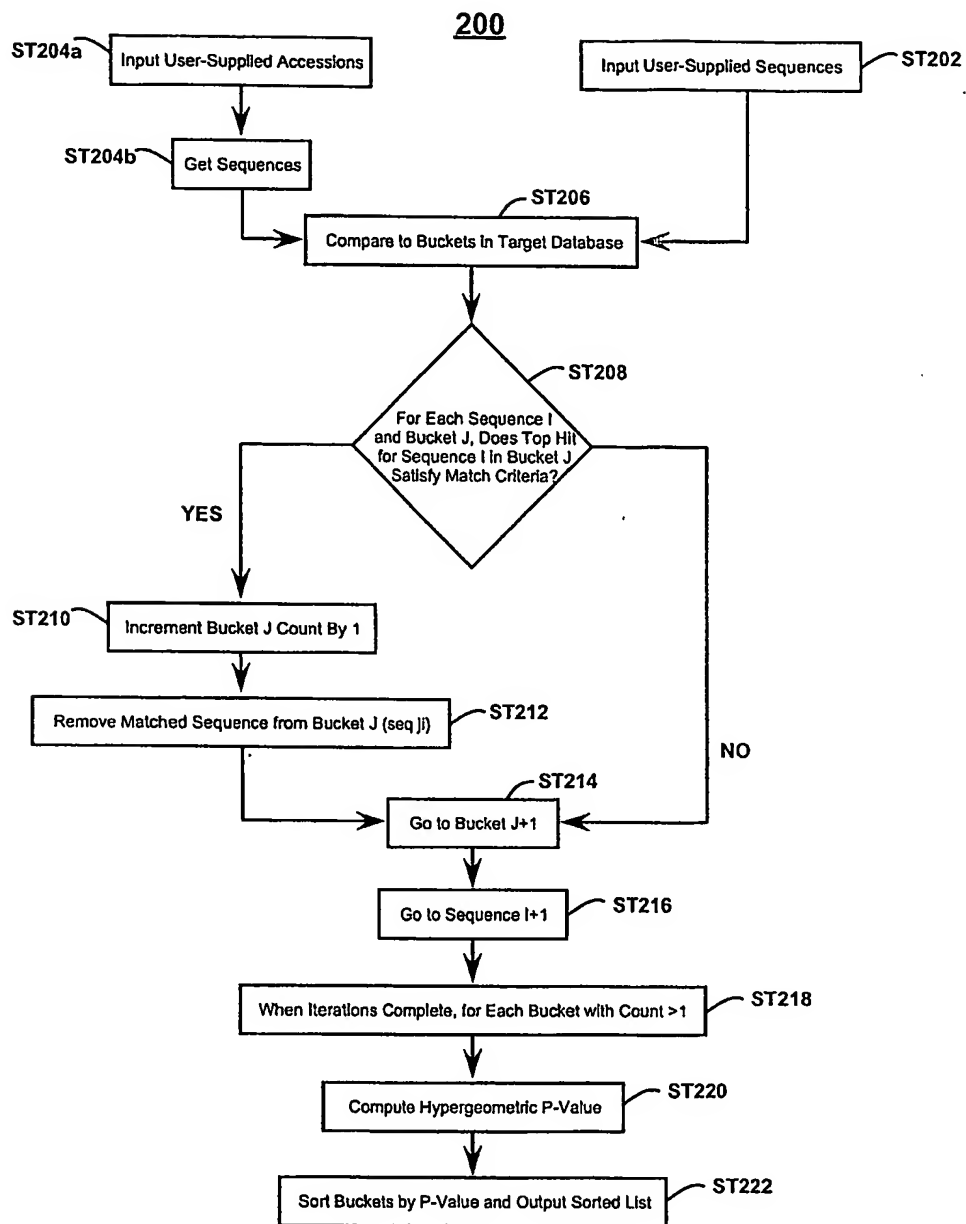 200
ST204a
Input User-Supplied Accessions
Input User-Supplied Sequences
ST202
ST204b
Get Sequences
ST206
Compare to Buckets in Target Database
ST208
For Each Sequence I
and Bucket J, Does Top Hit
for Sequence I in Bucket J
Satisfy Match Criteria?
YES
ST210
Increment Bucket J Count By 1
Remove Matched Sequence from Bucket J (seq ji)
ST212
NO
ST214
Go to Bucket J+1
Go to Sequence I+1
ST216
When Iterations Complete, for Each Bucket with Count >1
ST218
Compute Hypergeometric P-Value
ST220
Sort Buckets by P-Value and Output Sorted List
ST222